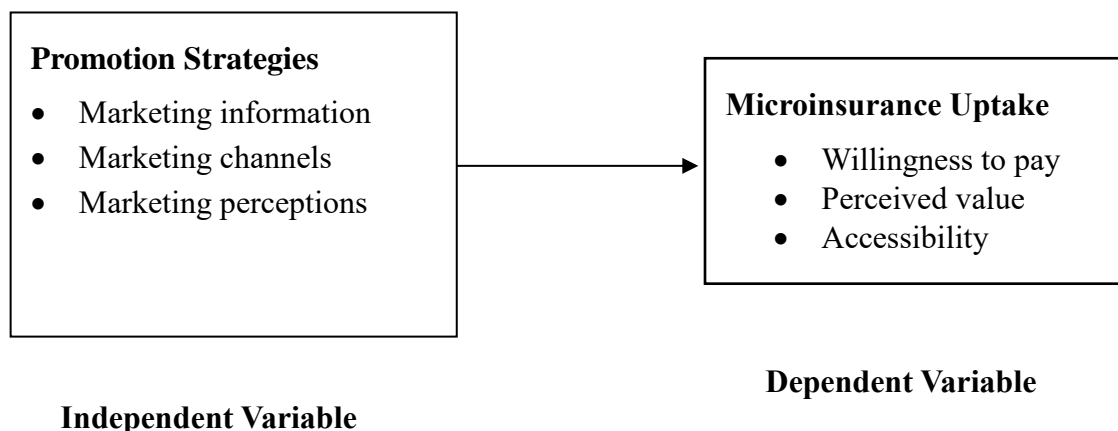 Promotion Strategies
• Marketing information
• Marketing channels
• Marketing perceptions
Independent Variable
Microinsurance Uptake
• Willingness to pay
• Perceived value
• Accessibility
Dependent Variable